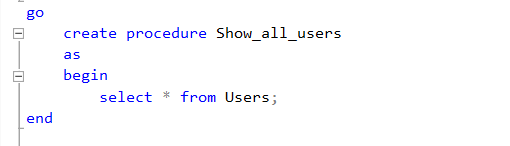 go
create procedure Show_all_users
as
begin
select * from Users;
end